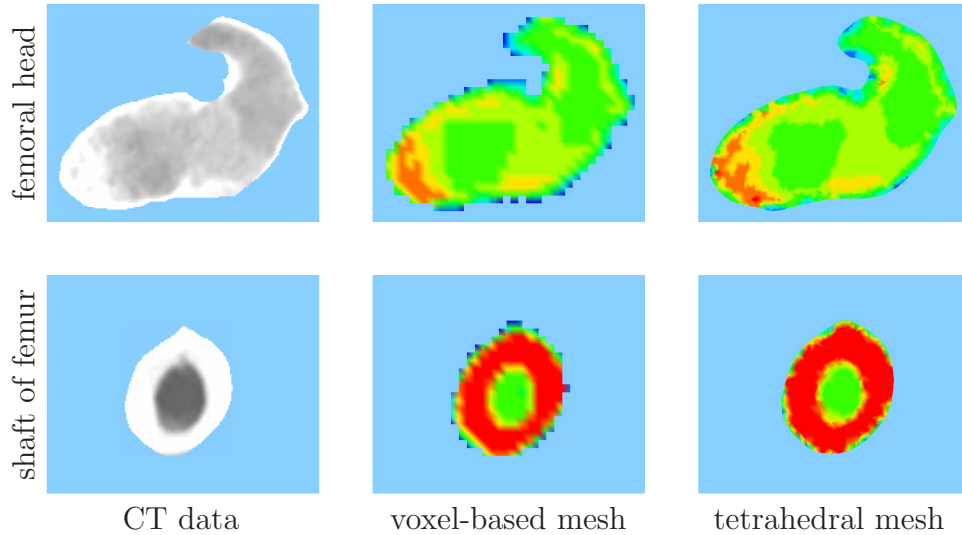 femoral head
shaft of femur
CT data
voxel-based mesh
tetrahedral mesh